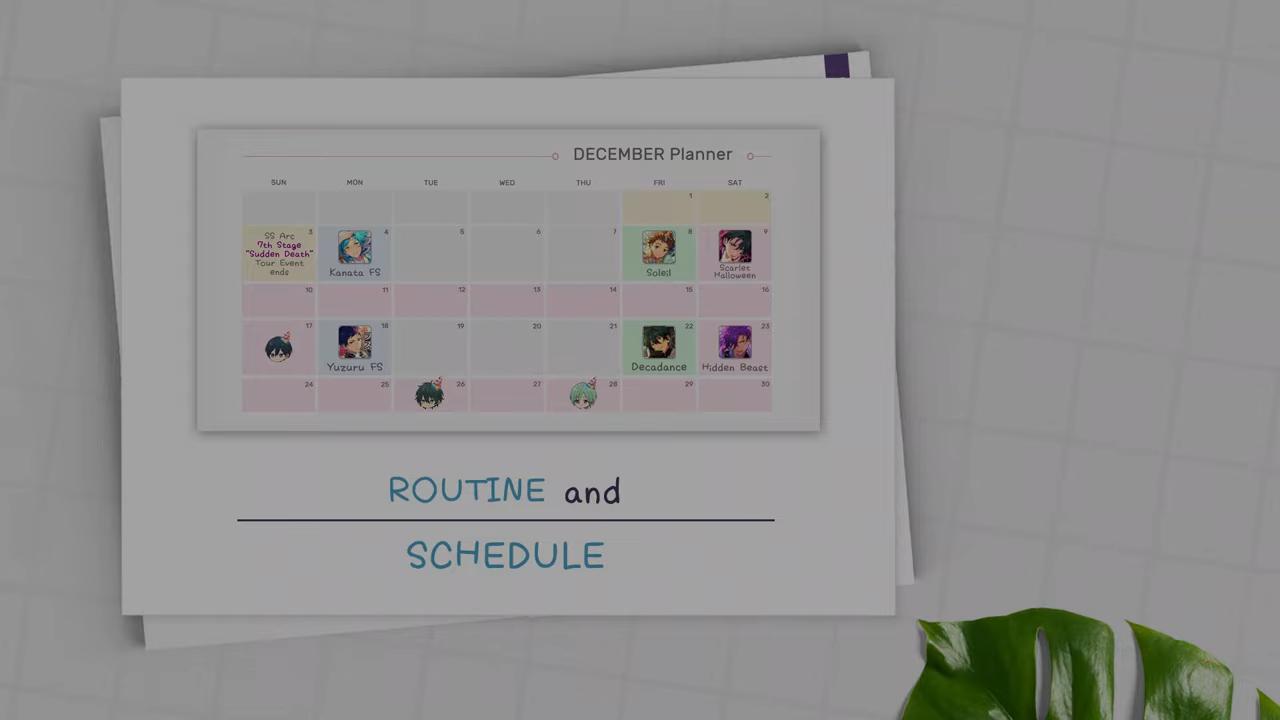 DECEMBER Planner
SUN MON TUE WED THU FRI SAT
1 2
3 4 5 6 7 8 9
SS Arc
7th Stage
"Sudden Death"
Tour Event
ends
Kanata FS
Soleil
Scarlet
Halloween
10 11 12 13 14 15 16
17 18 19 20 21 22 23
Yuzuru FS
Decadance
Hidden Beast
24 25 26 27 28 29 30
ROUTINE and
SCHEDULE